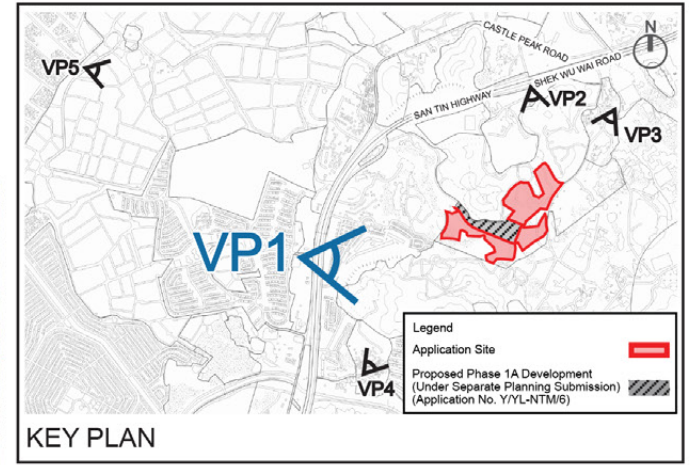 N
CASTLE PEAK ROAD
SHEK WU WAI ROAD
SAN TIN HIGHWAY
VP5
VP2
VP3
VP1
VP4
Legend
Application Site
Proposed Phase 1A Development
(Under Separate Planning Submission)
(Application No. Y/YL-NTM/6)
KEY PLAN